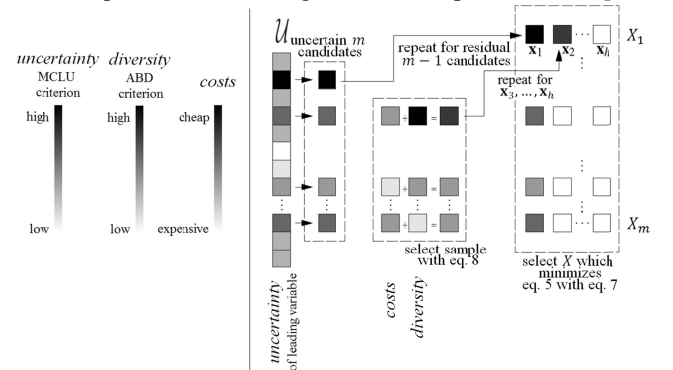 uncertainty diversity costs
MCLU criterion
ABD criterion
high high cheap
low low expensive
𝒰 uncertain m candidates
repeat for residual
m − 1 candidates
repeat for
x₃, …, xₕ
x₁ x₂ ⋯ xₕ X₁
⋮
+ =
+ =
⋮ ⋮ ⋮
+ =
⋯
⋯
⋯ Xₘ
select sample
with eq. 8
select X which
minimizes
eq. 5 with eq. 7
uncertainty
of leading variable
costs
diversity